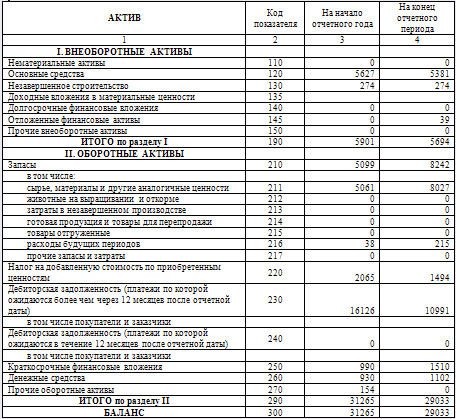 АКТИВ Код показателя На начало отчетного года На конец отчетного периода
1 2 3 4
I. ВНЕОБОРОТНЫЕ АКТИВЫ
Нематериальные активы 110 0 0
Основные средства 120 5627 5381
Незавершенное строительство 130 274 274
Доходные вложения в материальные ценности 135
Долгосрочные финансовые вложения 140 0 0
Отложенные финансовые активы 145 0 39
Прочие внеоборотные активы 150 0 0
ИТОГО по разделу I 190 5901 5694
II. ОБОРОТНЫЕ АКТИВЫ
Запасы 210 5099 8242
в том числе:
сырье, материалы и другие аналогичные ценности 211 5061 8027
животные на выращивании и откорме 212 0 0
затраты в незавершенном производстве 213 0 0
готовая продукция и товары для перепродажи 214 0 0
товары отгруженные 215 0 0
расходы будущих периодов 216 38 215
прочие запасы и затраты 217 0 0
Налог на добавленную стоимость по приобретенным
ценностям 220 2065 1494
Дебиторская задолженность (платежи по которой
ожидаются более чем через 12 месяцев после отчетной
даты) 230 16126 10991
в том числе покупатели и заказчики
Дебиторская задолженность (платежи по которой
ожидаются в течение 12 месяцев после отчетной даты) 240 0 0
в том числе покупатели и заказчики
Краткосрочные финансовые вложения 250 990 1510
Денежные средства 260 930 1102
Прочие оборотные активы 270 154 0
ИТОГО по разделу II 290 31265 29033
БАЛАНС 300 31265 29033